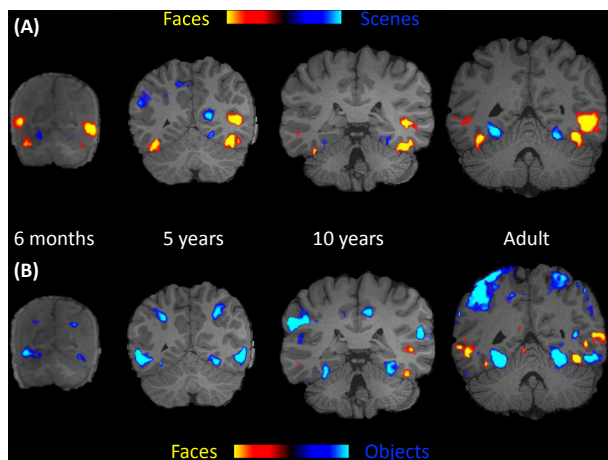 (A) Faces Scenes
6 months 5 years 10 years Adult
(B)
Faces Objects